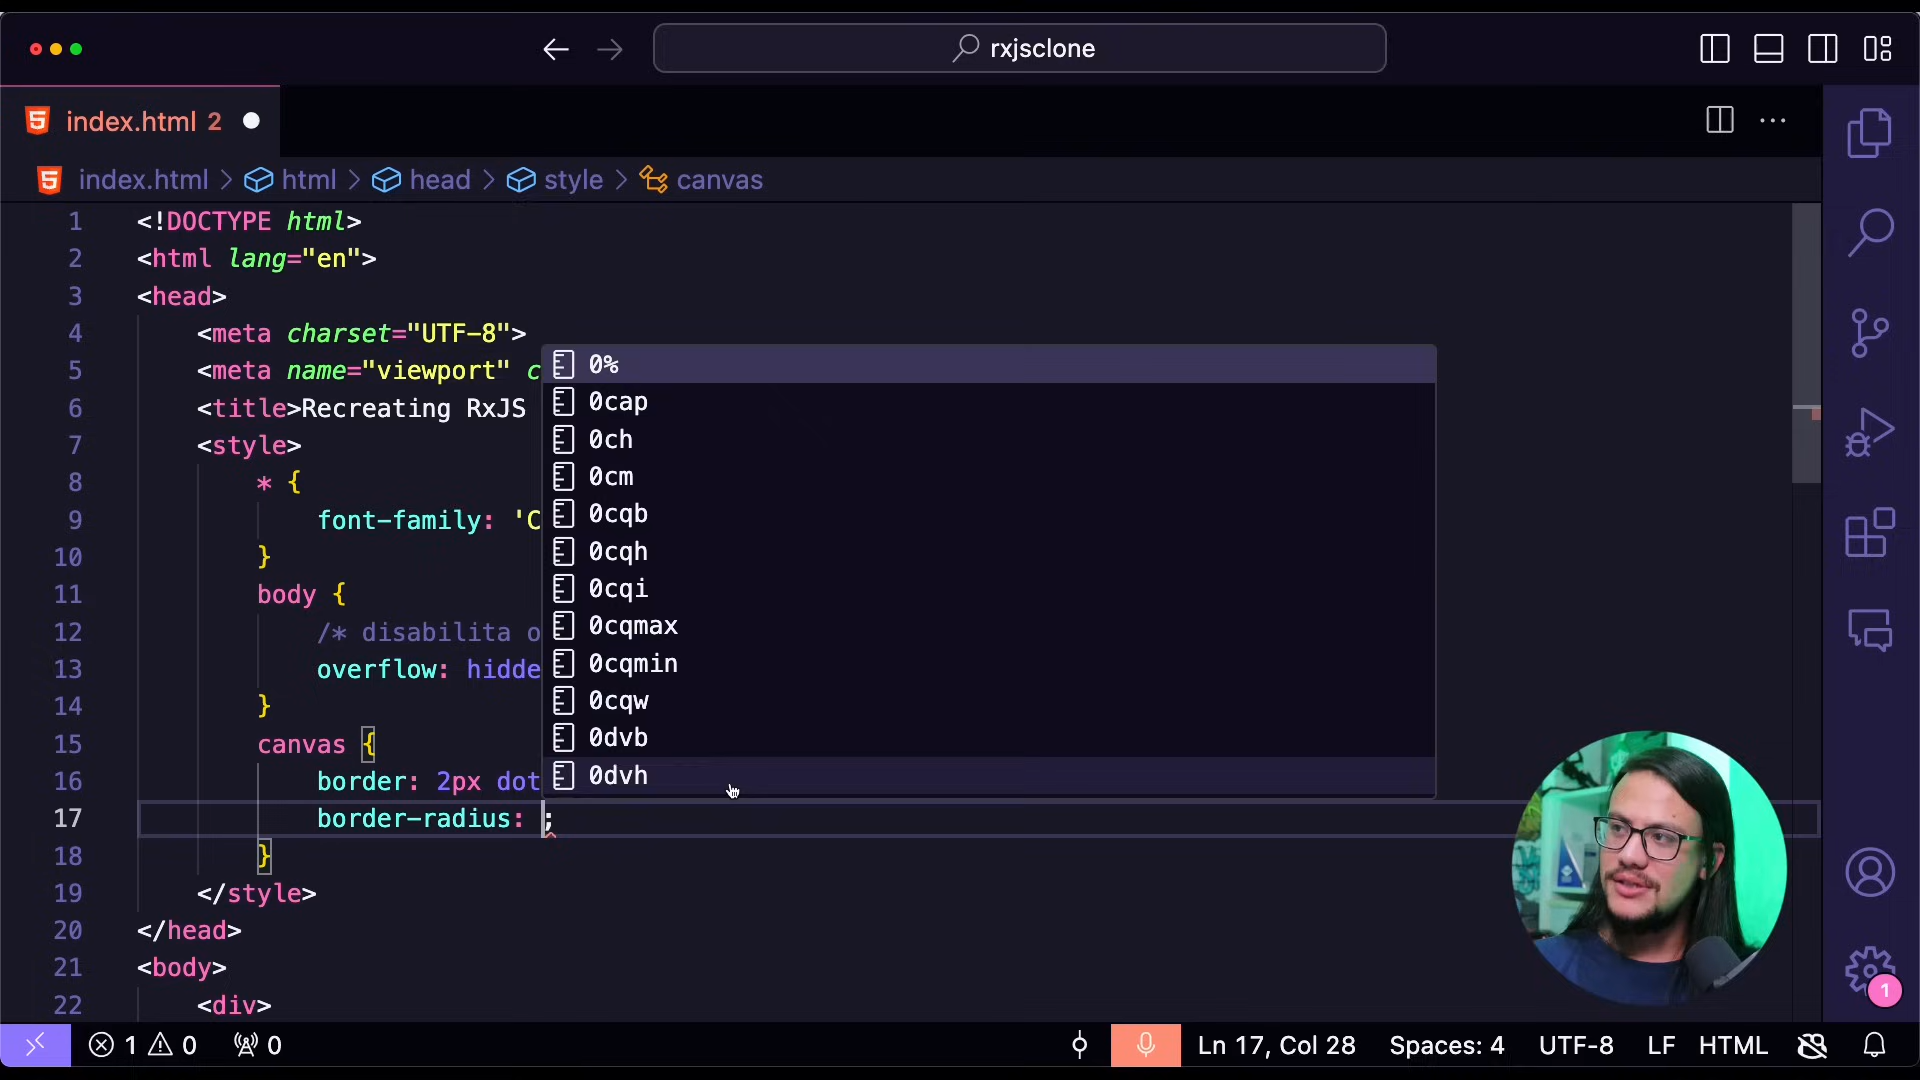 rxjsclone
index.html 2
index.html > html > head > style > canvas
1 <!DOCTYPE html>
2 <html lang="en">
3 <head>
4 <meta charset="UTF-8">
5 <meta name="viewport" c
6 <title>Recreating RxJS
7 <style>
8 * {
9 font-family: 'C
10 }
11 body {
12 /* disabilita o
13 overflow: hidde
14 }
15 canvas {
16 border: 2px dot
17 border-radius: ;
18 }
19 </style>
20 </head>
21 <body>
22 <div>
0%
0cap
0ch
0cm
0cqb
0cqh
0cqi
0cqmax
0cqmin
0cqw
0dvb
0dvh
1
1 0 0 Ln 17, Col 28 Spaces: 4 UTF-8 LF HTML